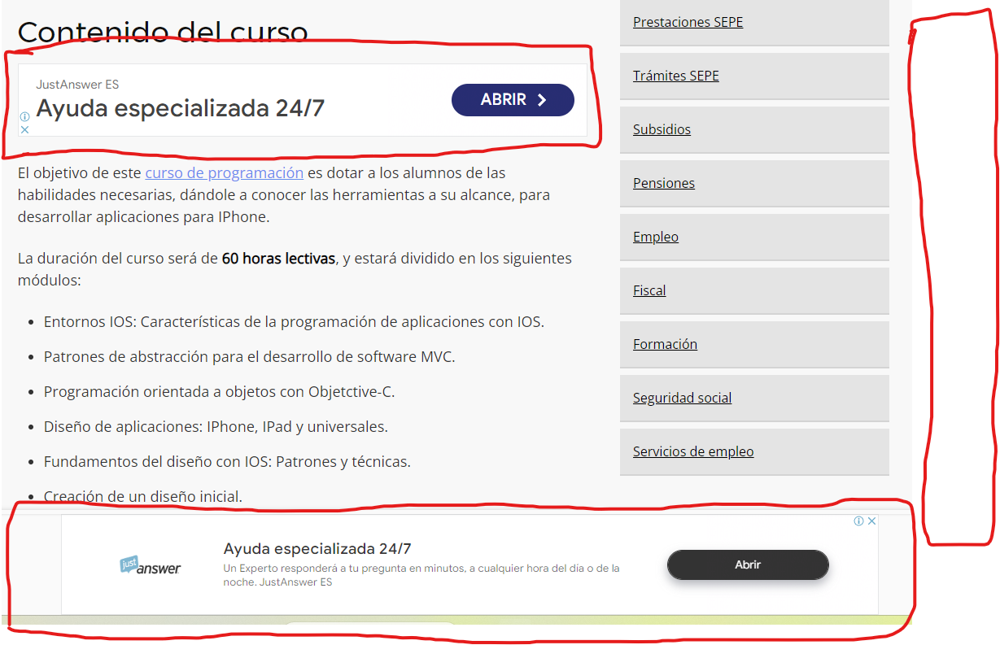 Contenido del curso
JustAnswer ES
Ayuda especializada 24/7
ABRIR
El objetivo de este curso de programación es dotar a los alumnos de las
habilidades necesarias, dándole a conocer las herramientas a su alcance, para
desarrollar aplicaciones para IPhone.
La duración del curso será de 60 horas lectivas, y estará dividido en los siguientes
módulos:
• Entornos IOS: Características de la programación de aplicaciones con IOS.
• Patrones de abstracción para el desarrollo de software MVC.
• Programación orientada a objetos con Objetctive-C.
• Diseño de aplicaciones: IPhone, IPad y universales.
• Fundamentos del diseño con IOS: Patrones y técnicas.
• Creación de un diseño inicial.
Prestaciones SEPE
Trámites SEPE
Subsidios
Pensiones
Empleo
Fiscal
Formación
Seguridad social
Servicios de empleo
just answer
Ayuda especializada 24/7
Un Experto responderá a tu pregunta en minutos, a cualquier hora del día o de la
noche. JustAnswer ES
Abrir